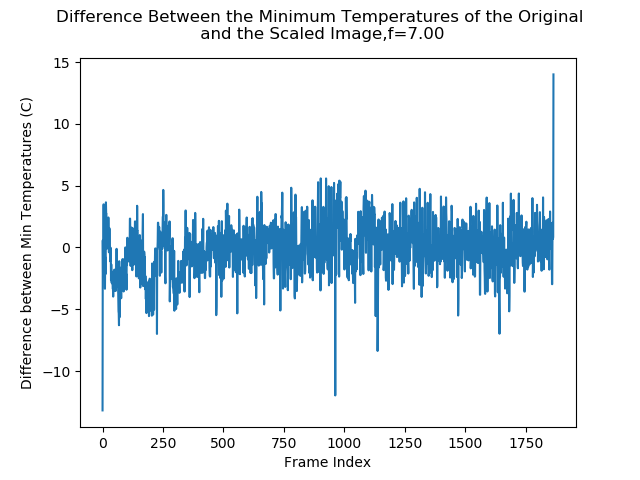 Difference Between the Minimum Temperatures of the Original
and the Scaled Image,f=7.00
15
10
5
0
−5
−10
Difference between Min Temperatures (C)
0 250 500 750 1000 1250 1500 1750
Frame Index